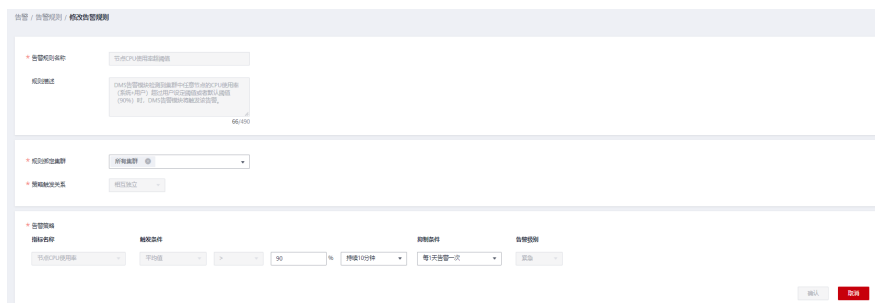 告警 / 告警规则 / 修改告警规则
* 告警规则名称 节点CPU使用率超阈值
规则描述 DMS告警模块检测到集群中任意节点的CPU使用率
(系统+用户)超过用户设定阈值或者默认阈值
(90%)时,DMS告警模块将触发该告警。
66/490
* 规则绑定集群 所有集群
* 策略触发关系 相互独立
* 告警策略
指标名称 触发条件 抑制条件 告警级别
节点CPU使用率 平均值 > 90 % 持续10分钟 每1天告警一次 紧急
确认 取消